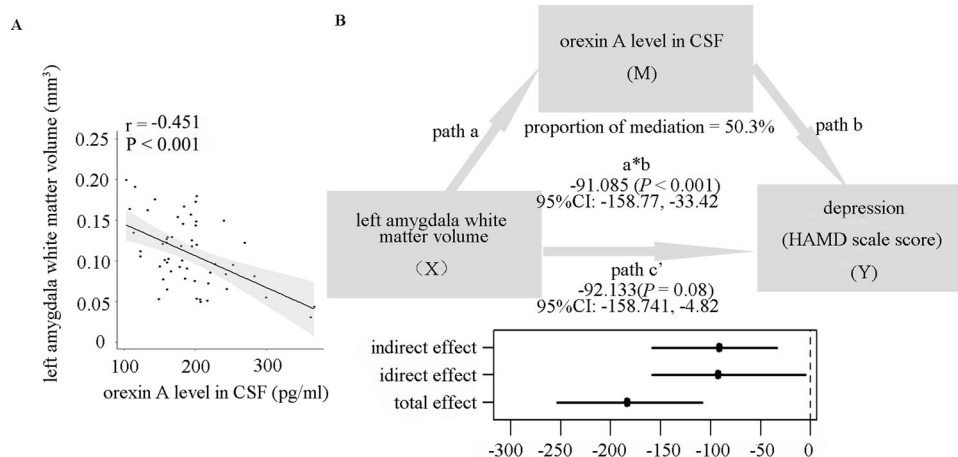 A
r = -0.451
P < 0.001
left amygdala white matter volume (mm³)
0.25
0.20
0.15
0.10
0.05
0
100
200
300
orexin A level in CSF (pg/ml)
B
orexin A level in CSF
(M)
path a
proportion of mediation = 50.3%
path b
a*b
-91.085 (P < 0.001)
95%CI: -158.77, -33.42
left amygdala white
matter volume
(X)
depression
(HAMD scale score)
(Y)
path c’
-92.133(P = 0.08)
95%CI: -158.741, -4.82
indirect effect
idirect effect
total effect
-300
-250
-200
-150
-100
-50
0